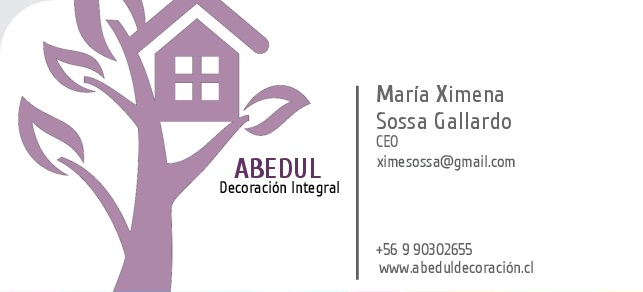 ABEDUL
Decoración Integral
María Ximena
Sossa Gallardo
CEO
ximesossa@gmail.com
+56 9 90302655
www.abeduldecoración.cl